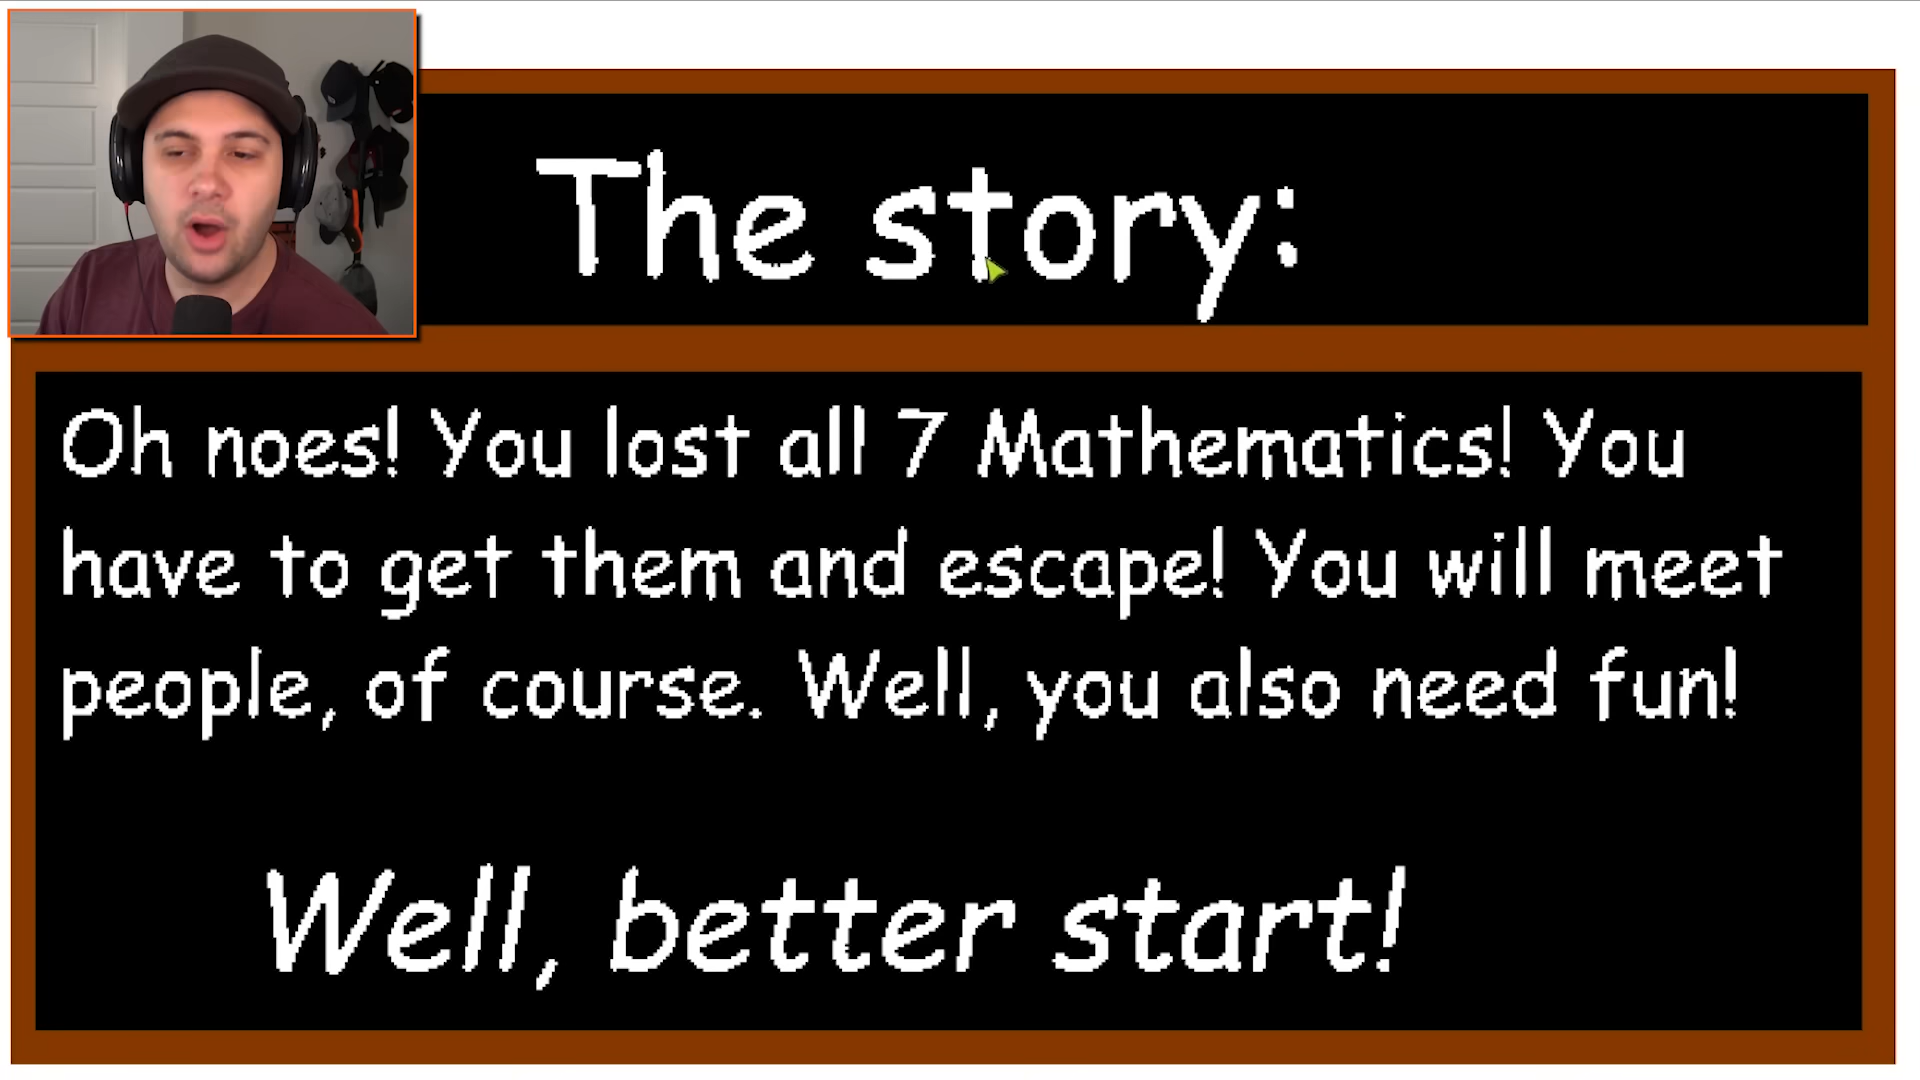 The story:
Oh noes! You lost all 7 Mathematics! You
have to get them and escape! You will meet
people, of course. Well, you also need fun!
Well, better start!